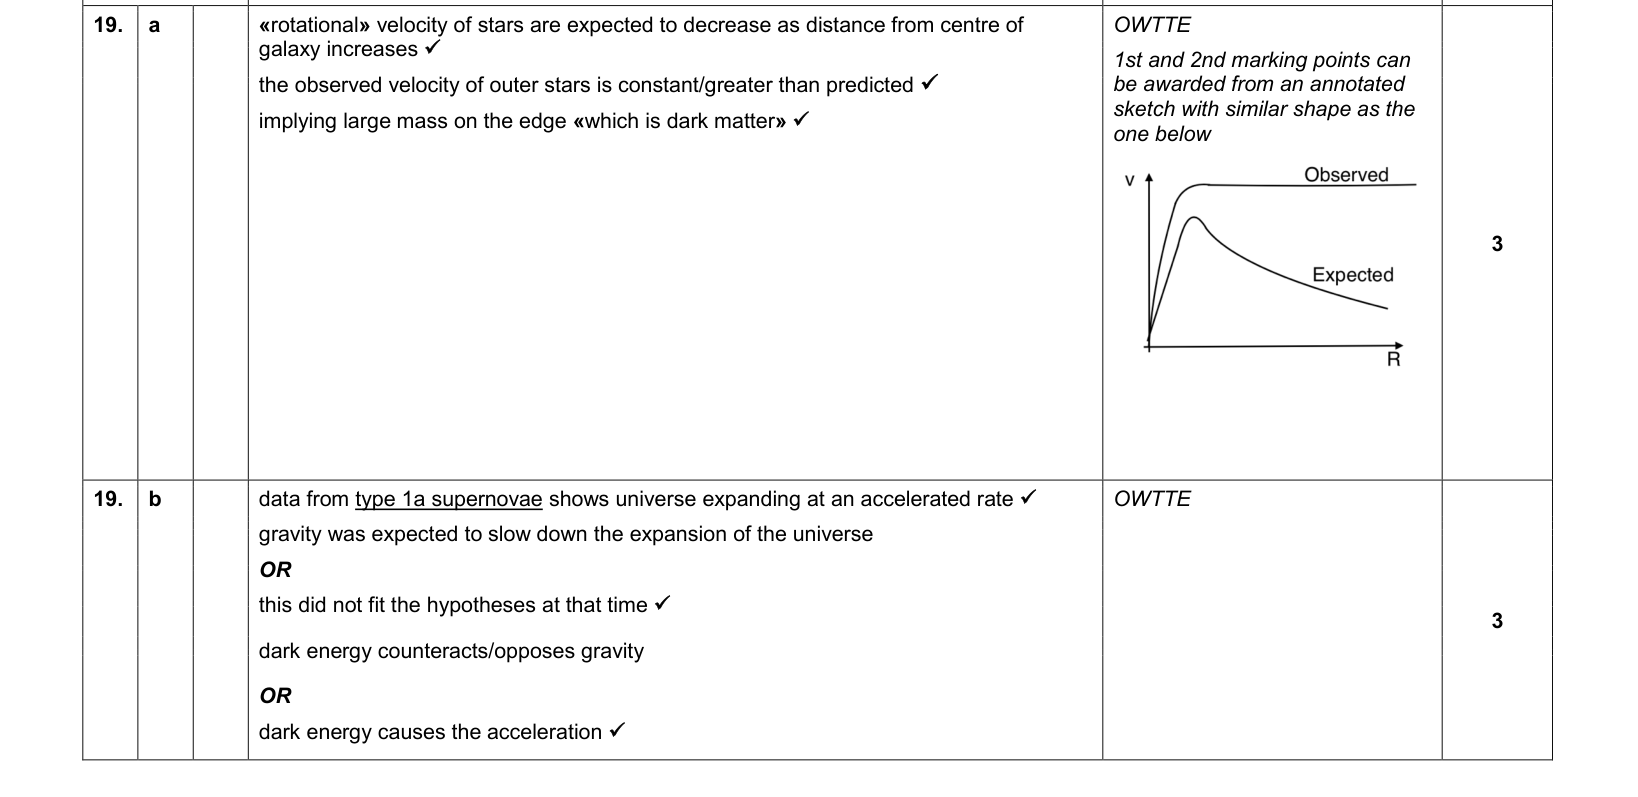 19. a «rotational» velocity of stars are expected to decrease as distance from centre of
galaxy increases ✓
the observed velocity of outer stars is constant/greater than predicted ✓
implying large mass on the edge «which is dark matter» ✓
OWTTE
1st and 2nd marking points can
be awarded from an annotated
sketch with similar shape as the
one below
v
Observed
Expected
R
3
19. b data from type 1a supernovae shows universe expanding at an accelerated rate ✓
gravity was expected to slow down the expansion of the universe
OR
this did not fit the hypotheses at that time ✓
dark energy counteracts/opposes gravity
OR
dark energy causes the acceleration ✓
OWTTE
3